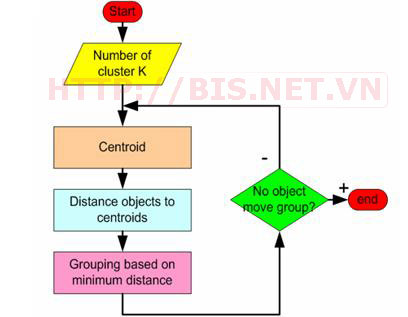 Start
Number of
cluster K
HTTP://BIS.NET.VN
Centroid
-
No object
move group?
+
end
Distance objects to
centroids
Grouping based on
minimum distance